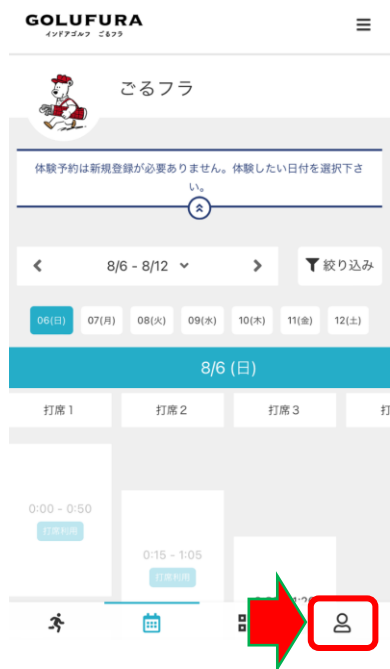 GOLUFURA
インドアゴルフ ごるフラ
ごるフラ
体験予約は新規登録が必要ありません。体験したい日付を選択下さ
い。
8/6 - 8/12
絞り込み
06(日) 07(月) 08(火) 09(水) 10(木) 11(金) 12(土)
8/6 (日)
打席1 打席2 打席3 打
0:00 - 0:50
打席利用
0:15 - 1:05
打席利用